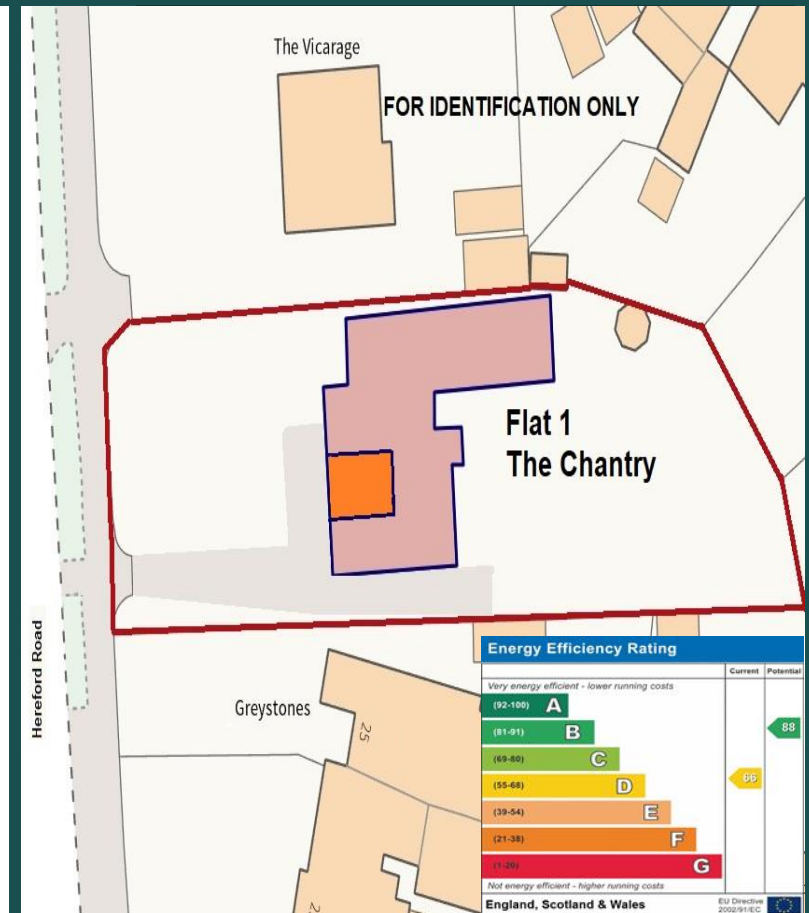 The Vicarage
FOR IDENTIFICATION ONLY
Flat 1
The Chantry
Hereford Road
Greystones
25
Energy Efficiency Rating
Current Potential
Very energy efficient - lower running costs
(92-100) A
(81-91) B
88
(69-80) C
(55-68) D
66
(39-54) E
(21-38) F
(1-20) G
Not energy efficient - higher running costs
England, Scotland & Wales
EU Directive
2002/91/EC